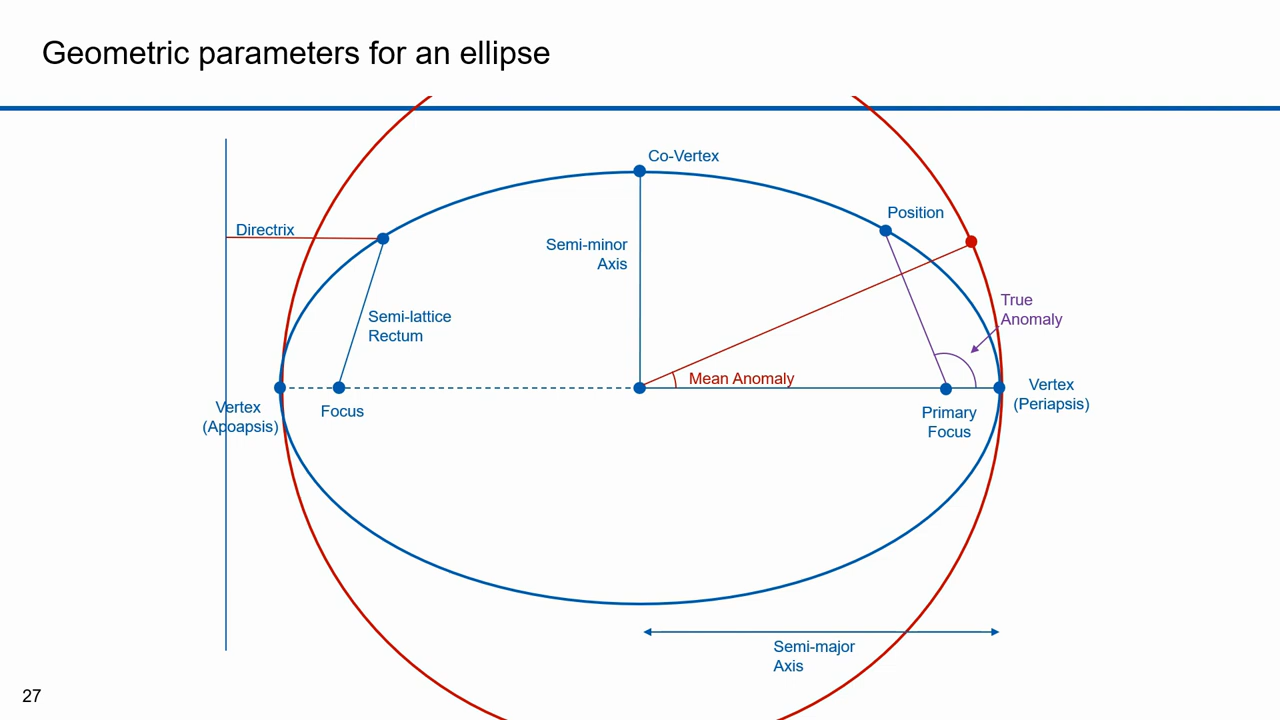 Geometric parameters for an ellipse
Co-Vertex
Position
Directrix
Semi-minor
Axis
True
Anomaly
Semi-lattice
Rectum
Mean Anomaly
Vertex
(Periapsis)
Vertex
(Apoapsis)
Focus
Primary
Focus
Semi-major
Axis
27